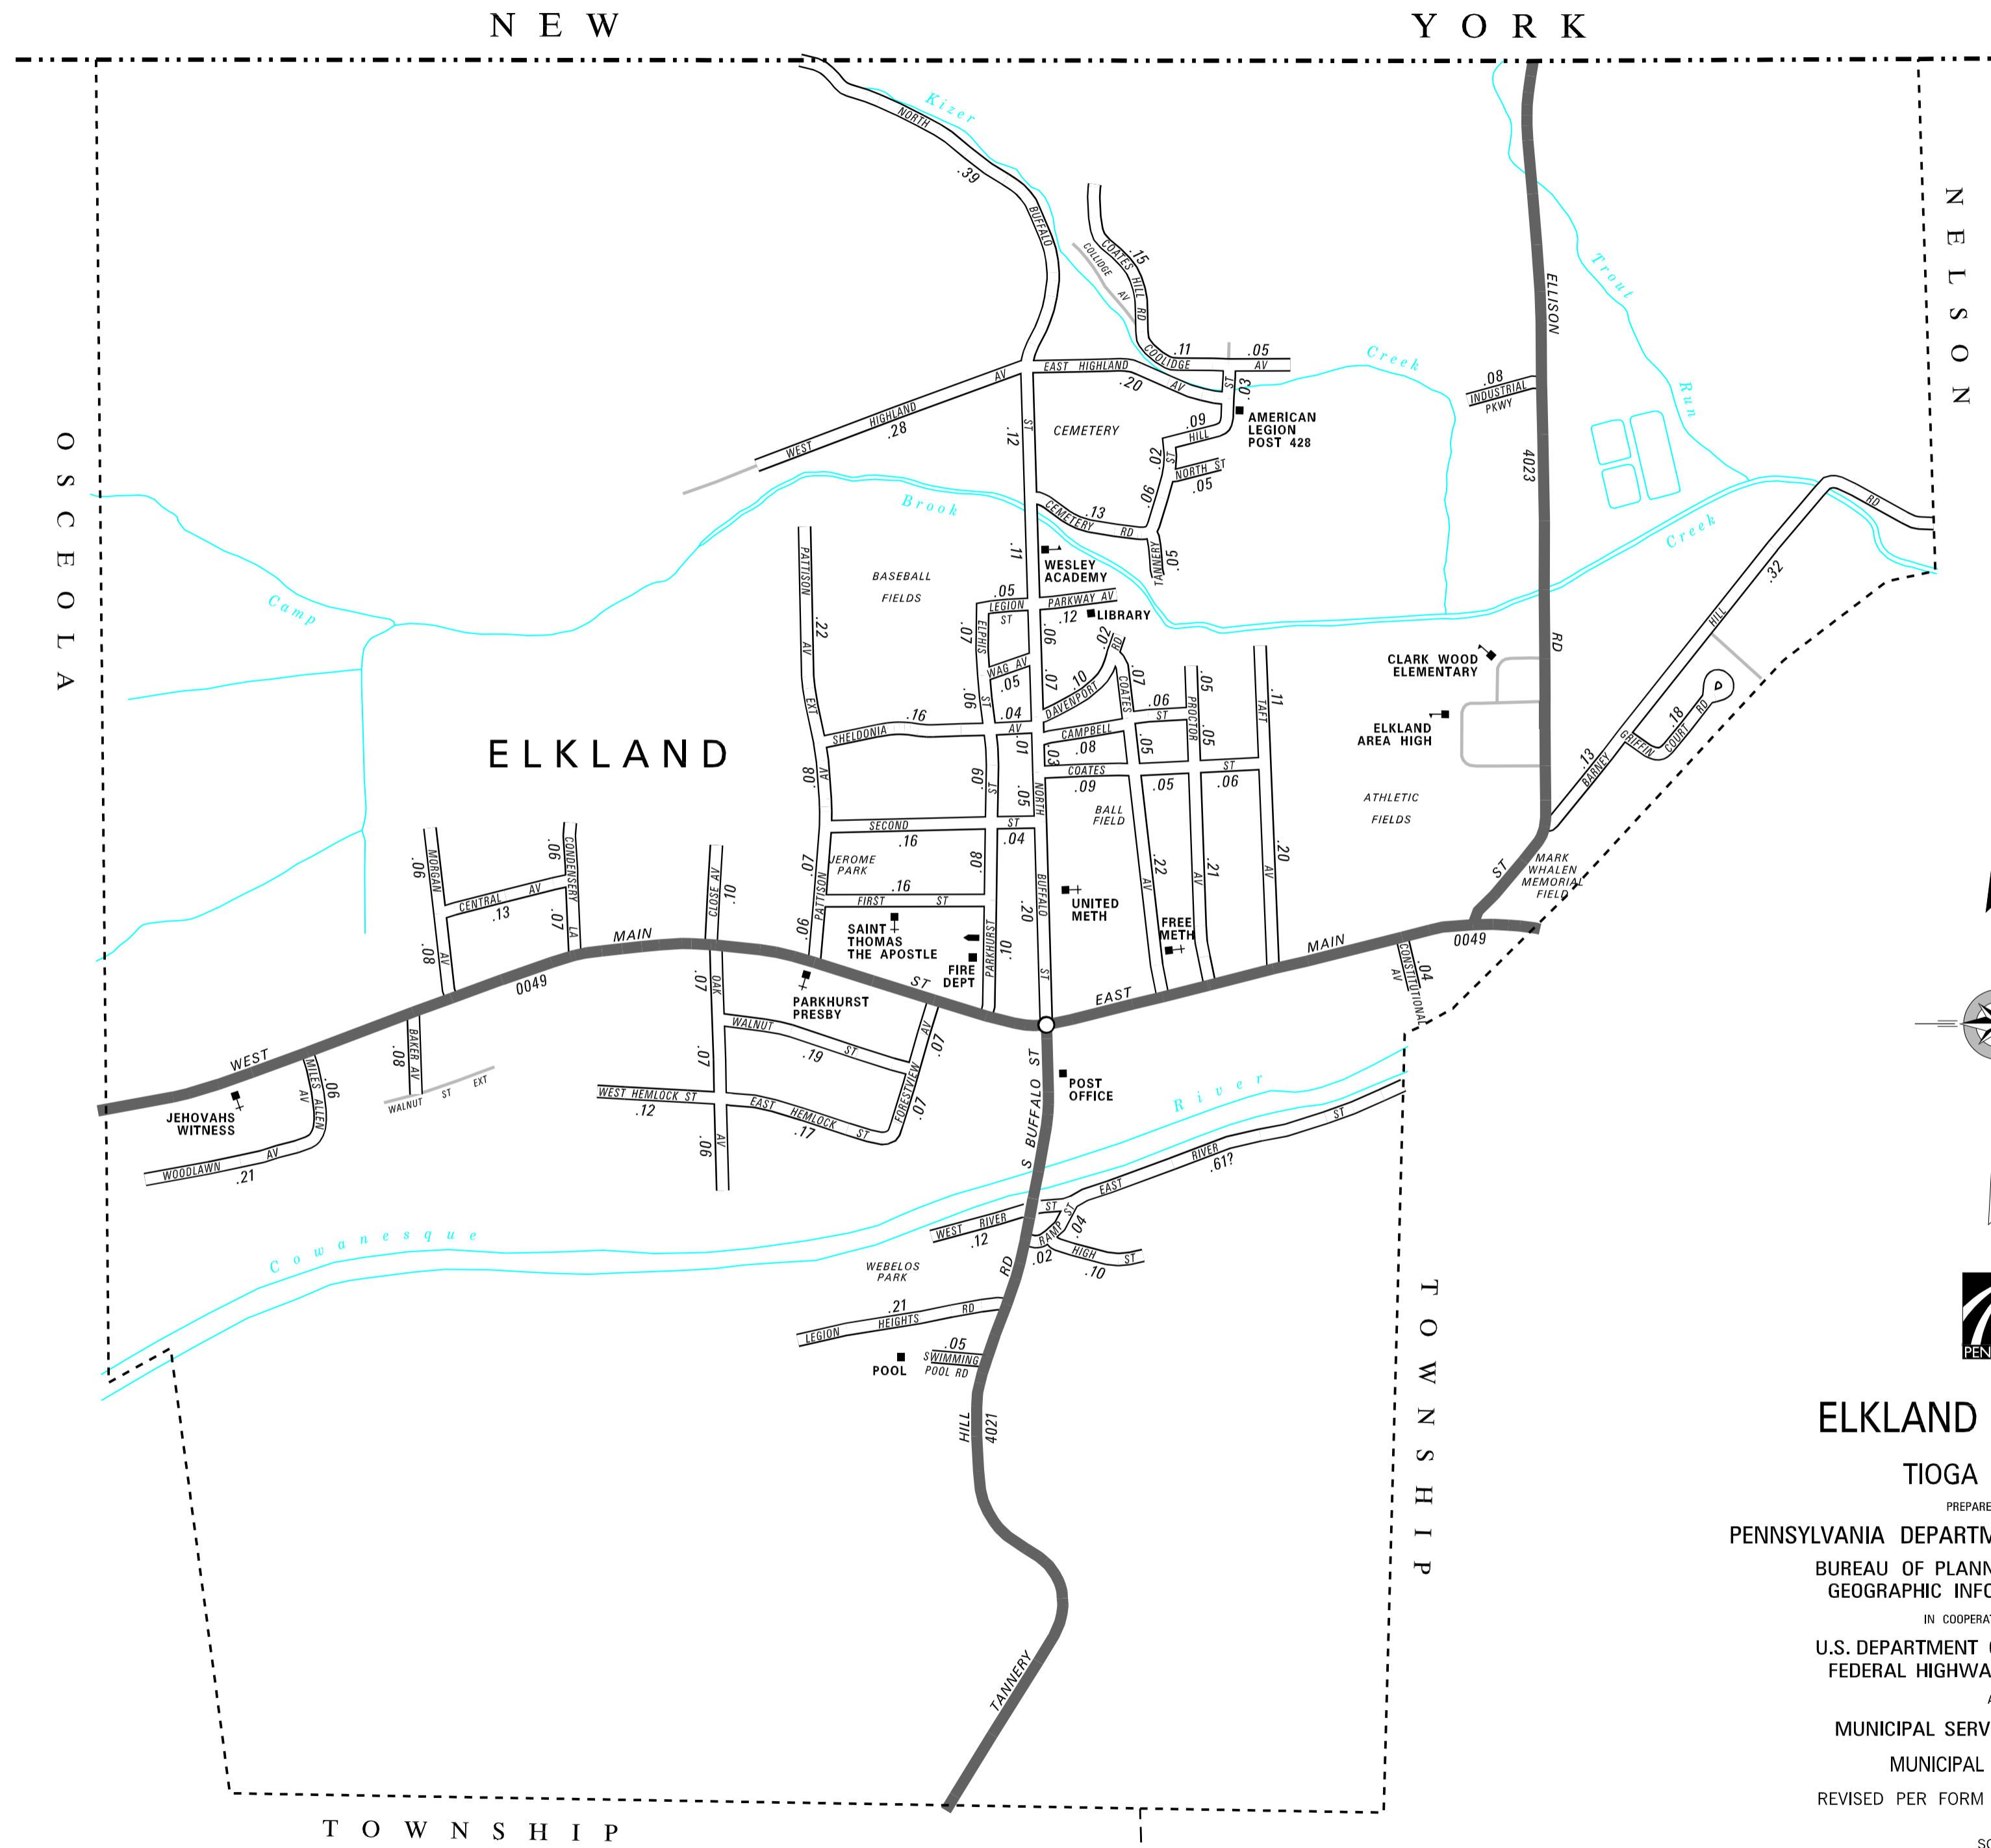 NEW YORK
Kizer
NORTH
.39
BUFFALO
NELSON
COATES HILL RD
.15
COLLIDGE AV
Trout
Run
ELLISON
4023
RD
COOLIDGE AV
.11
.05
EAST HIGHLAND AV
.20
ST
.03
Creek
.08
INDUSTRIAL
PKWY
AMERICAN
LEGION
POST 428
WEST HIGHLAND AV
.28
ST
.12
CEMETERY
.09
HILL
ST
.02
NORTH ST
.05
.06
OSCEOLA
Brook
CEMETERY RD
.13
TANNERY
.05
Creek
RD
HILL
.32
Camp
PATTISON AV EXT
.22
BASEBALL
FIELDS
.11
WESLEY
ACADEMY
.05
LEGION
ST
PARKWAY AV
.12
LIBRARY
ELPHIS ST
.07
.06
WAG AV
.05
.06
.07
.02
RD
.10
DAVENPORT
.07
COATES
.06
ST
.05
PROCTOR
.05
.11
TAFT
CLARK WOOD
ELEMENTARY
ELKLAND
AREA HIGH
.18
GRIFFIN
COURT RD
.13
BARNEY
ELKLAND
SHELDONIA AV
.16
.04
.01
CAMPBELL
.08
.03
.05
COATES ST
.09
.05
.06
AV
.08
ST
.09
.05
NORTH
BALL
FIELD
ATHLETIC
FIELDS
SECOND ST
.16
.04
MORGAN AV
.06
.08
CENTRAL AV
.13
CONDENSERY LA
.06
.07
CLOSE AV
.10
.07
PATTISON
.06
JEROME
PARK
.16
FIRST ST
.08
SAINT
THOMAS
THE APOSTLE
FIRE
DEPT
PARKHURST
.10
.20
BUFFALO
ST
UNITED
METH
.22
AV
FREE
METH
.21
AV
.20
AV
ST
MARK
WHALEN
MEMORIAL
FIELD
MAIN
0049
MAIN
0049
ST
EAST
CONSTITUTIONAL
AV
.04
PARKHURST
PRESBY
OAK
.07
WALNUT ST
.19
.07
AV
.07
FORESTVIEW
.07
WEST
BAKER AV
.08
WALNUT ST EXT
MILES ALLEN
AV
.06
JEHOVAHS
WITNESS
WOODLAWN AV
.21
WEST HEMLOCK ST
.12
EAST HEMLOCK ST
.17
AV
.06
S BUFFALO ST
POST
OFFICE
River
EAST RIVER ST
.61?
Cowanesque
WEST RIVER ST
.12
RAMP ST
.04
.02
HIGH ST
.10
WEBELOS
PARK
RD
.21
LEGION HEIGHTS RD
.05
SWIMMING
POOL RD
POOL
HILL
4021
TANNERY
TOWNSHIP
TOWNSHIP
PEN
ELKLAND
TIOGA
PREPARE
PENNSYLVANIA DEPARTM
BUREAU OF PLANN
GEOGRAPHIC INFO
IN COOPERAT
U.S. DEPARTMENT
FEDERAL HIGHWA
MUNICIPAL SERV
MUNICIPAL
REVISED PER FORM